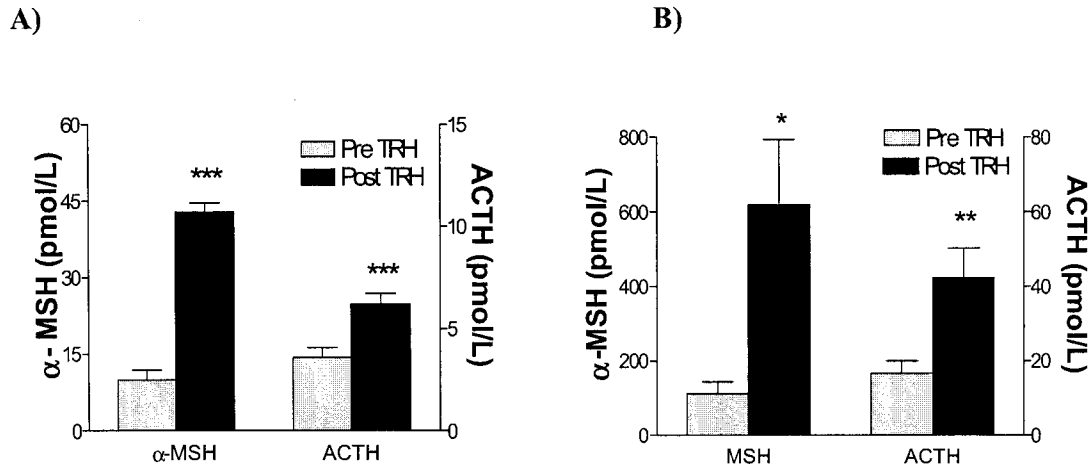 A)
60
45
30
15
0
α- MSH (pmol/L)
***
***
Pre TRH
Post TRH
15
10
5
0
ACTH (pmol/L)
α-MSH
ACTH
B)
800
600
400
200
0
α-MSH (pmol/L)
*
**
Pre TRH
Post TRH
80
60
40
20
0
ACTH (pmol/L)
MSH
ACTH